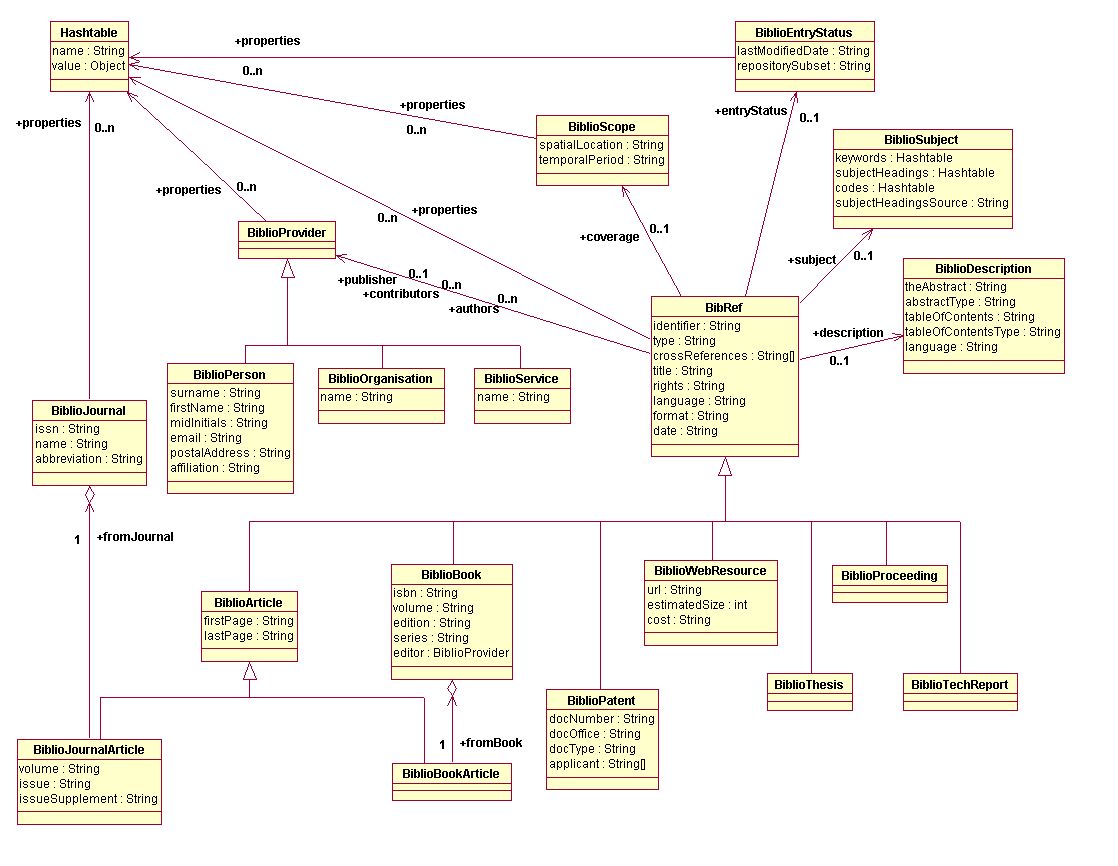 Hashtable
name : String
value : Object
+properties
0..n
BiblioEntryStatus
lastModifiedDate : String
repositorySubset : String
+properties
0..n
BiblioScope
spatialLocation : String
temporalPeriod : String
+entryStatus
0..1
BiblioSubject
keywords : Hashtable
subjectHeadings : Hashtable
codes : Hashtable
subjectHeadingsSource : String
+properties
0..n
+properties
0..n
+properties
0..n
BiblioProvider
+coverage
0..1
+subject
0..1
+publisher
0..1
+contributors
0..n
+authors
0..n
BiblioDescription
theAbstract : String
abstractType : String
tableOfContents : String
tableOfContentsType : String
language : String
+description
0..1
BibRef
identifier : String
type : String
crossReferences : String[]
title : String
rights : String
language : String
format : String
date : String
BiblioPerson
surname : String
firstName : String
midInitials : String
email : String
postalAddress : String
affiliation : String
BiblioOrganisation
name : String
BiblioService
name : String
BiblioJournal
issn : String
name : String
abbreviation : String
1
+fromJournal
BiblioArticle
firstPage : String
lastPage : String
BiblioBook
isbn : String
volume : String
edition : String
series : String
editor : BiblioProvider
BiblioWebResource
url : String
estimatedSize : int
cost : String
BiblioProceeding
BiblioPatent
docNumber : String
docOffice : String
docType : String
applicant : String[]
BiblioThesis
BiblioTechReport
BiblioJournalArticle
volume : String
issue : String
issueSupplement : String
1
+fromBook
BiblioBookArticle